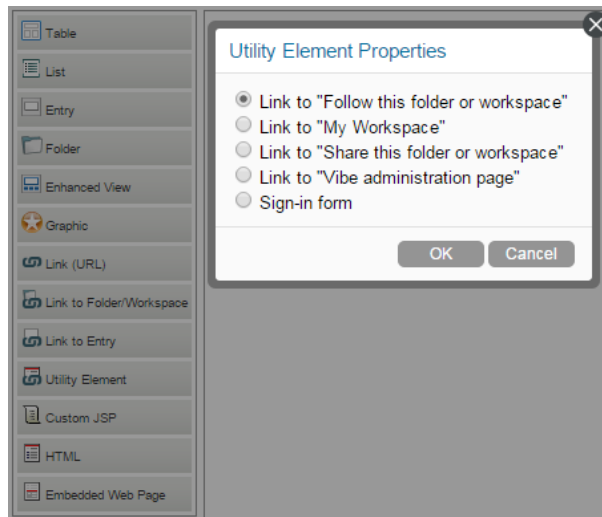 Table
List
Entry
Folder
Enhanced View
Graphic
Link (URL)
Link to Folder/Workspace
Link to Entry
Utility Element
Custom JSP
HTML
Embedded Web Page
Utility Element Properties
Link to "Follow this folder or workspace"
Link to "My Workspace"
Link to "Share this folder or workspace"
Link to "Vibe administration page"
Sign-in form
OK Cancel